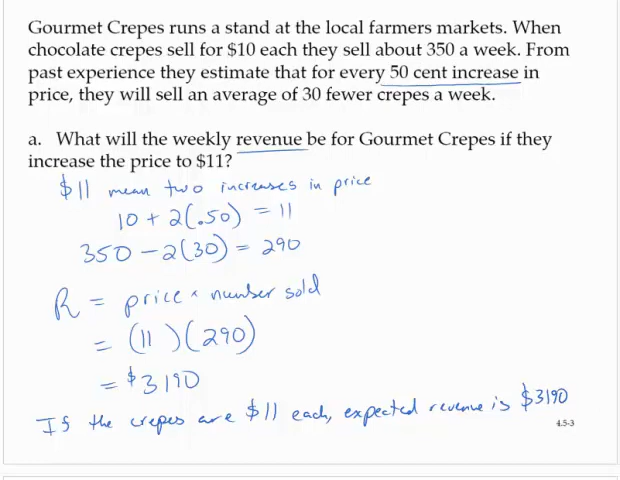 Gourmet Crepes runs a stand at the local farmers markets. When
chocolate crepes sell for $10 each they sell about 350 a week. From
past experience they estimate that for every 50 cent increase in
price, they will sell an average of 30 fewer crepes a week.
a. What will the weekly revenue be for Gourmet Crepes if they
increase the price to $11?
$11 mean two increases in price
10 + 2(.50) = 11
350 - 2(30) = 290
R = price × number sold
= (11)(290)
= $3190
If the crepes are $11 each, expected revenue is $3190
4.5-3